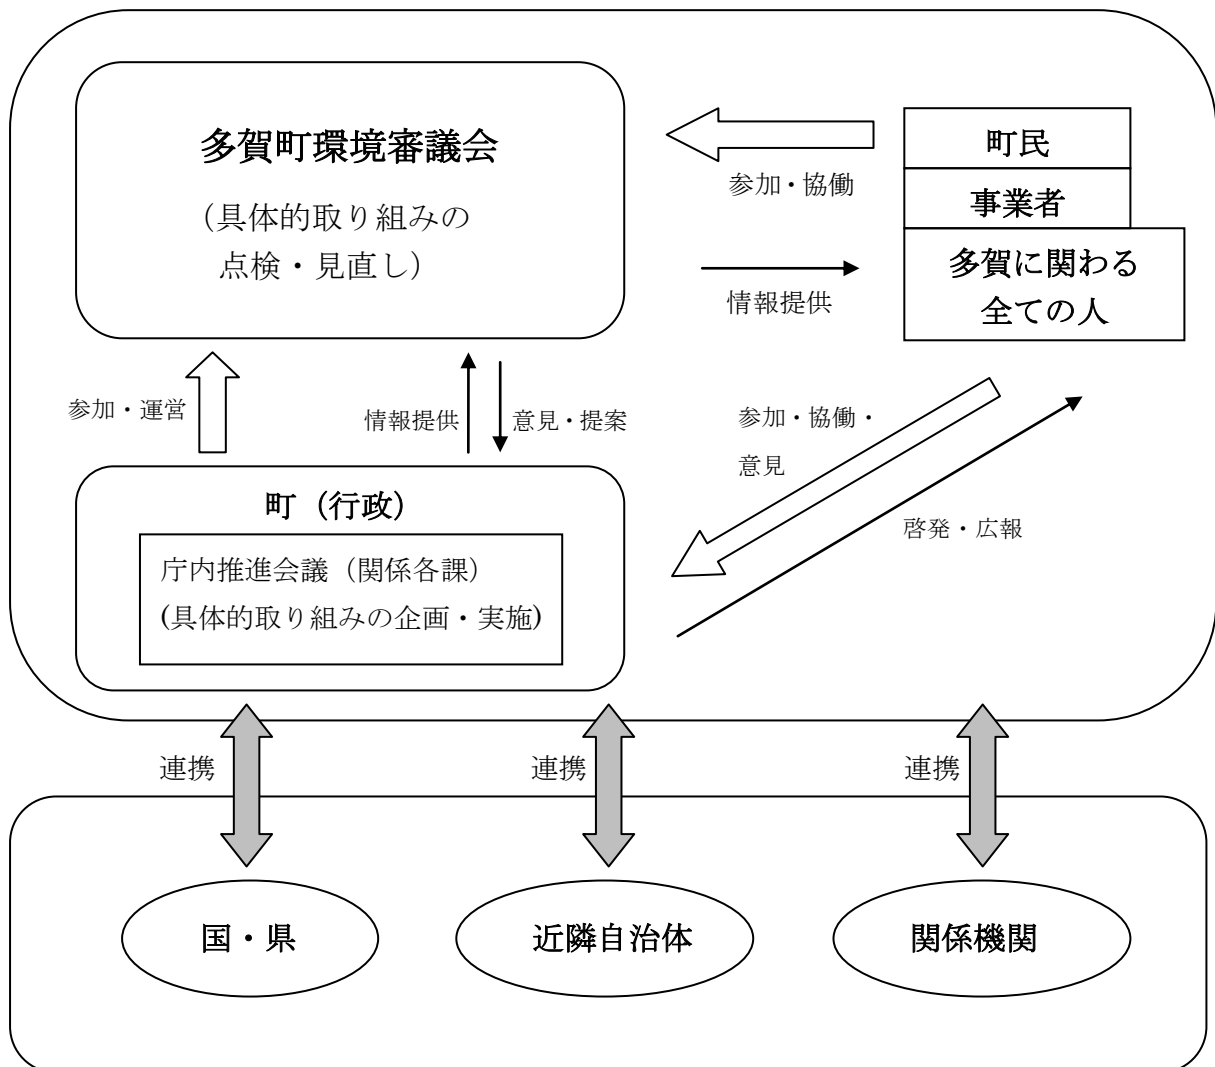 多賀町環境審議会
（具体的取り組みの
点検・見直し）
町民
事業者
多賀に関わる
全ての人
参加・協働
情報提供
参加・運営
情報提供
意見・提案
参加・協働・
意見
啓発・広報
町（行政）
庁内推進会議（関係各課）
(具体的取り組みの企画・実施)
連携
連携
連携
国・県
近隣自治体
関係機関